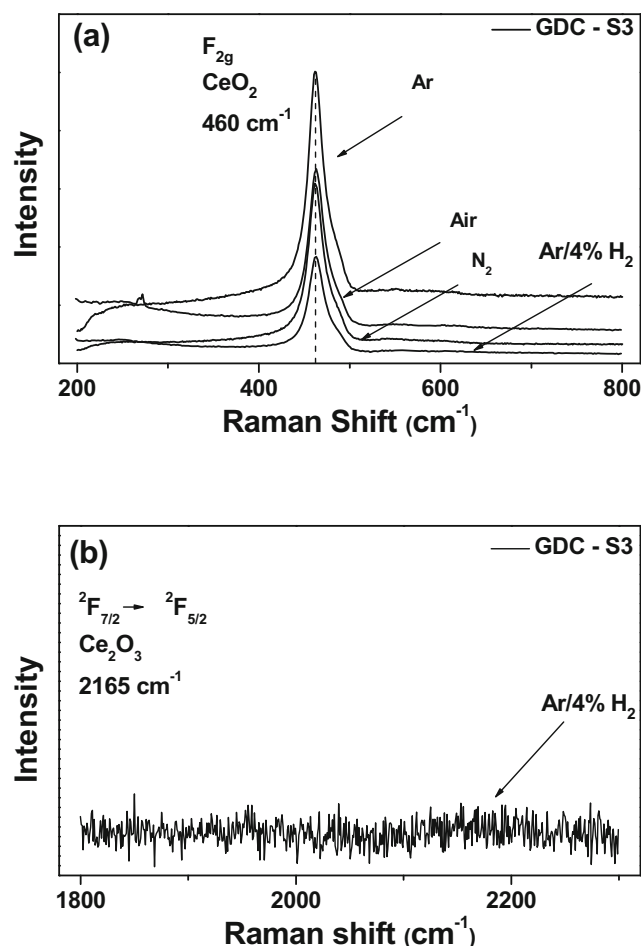 (a)
GDC - S3
F2g
CeO2
460 cm-1
Ar
Air
N2
Ar/4% H2
Intensity
200 400 600 800
Raman Shift (cm-1)
(b)
GDC - S3
2F7/2 → 2F5/2
Ce2O3
2165 cm-1
Ar/4% H2
Intensity
1800 2000 2200
Raman shift (cm-1)